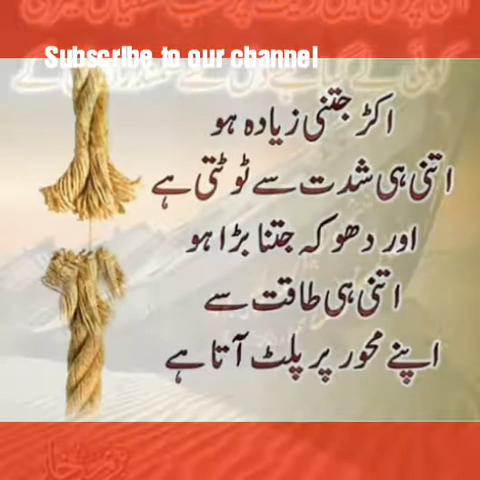 Subscribe to our channel
اکڑ جتنی زیادہ ہو
اتنی ہی شدت سے ٹوٹتی ہے
اور دھوکہ جتنا بڑا ہو
اتنی ہی طاقت سے
اپنے محور پر پلٹ آتا ہے